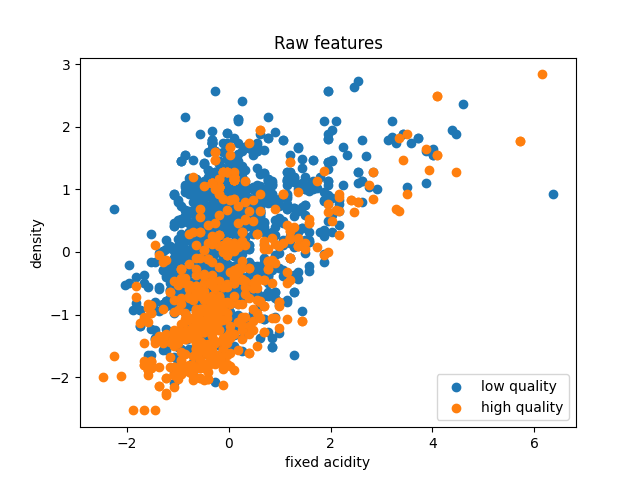 Raw features
3
2
1
0
−1
−2
density
−2
0
2
4
6
fixed acidity
low quality
high quality